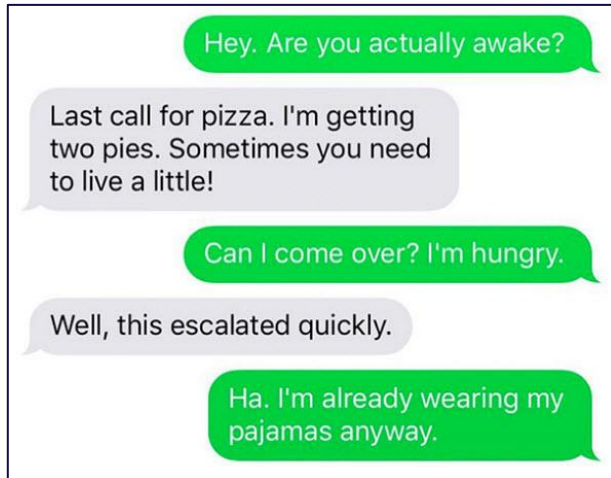 Hey. Are you actually awake?
Last call for pizza. I'm getting
two pies. Sometimes you need
to live a little!
Can I come over? I'm hungry.
Well, this escalated quickly.
Ha. I'm already wearing my
pajamas anyway.